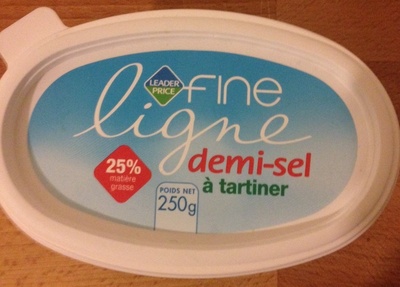 LEADER
PRICE
fine
ligne
demi-sel
à tartiner
25%
matière
grasse
POIDS NET
250g